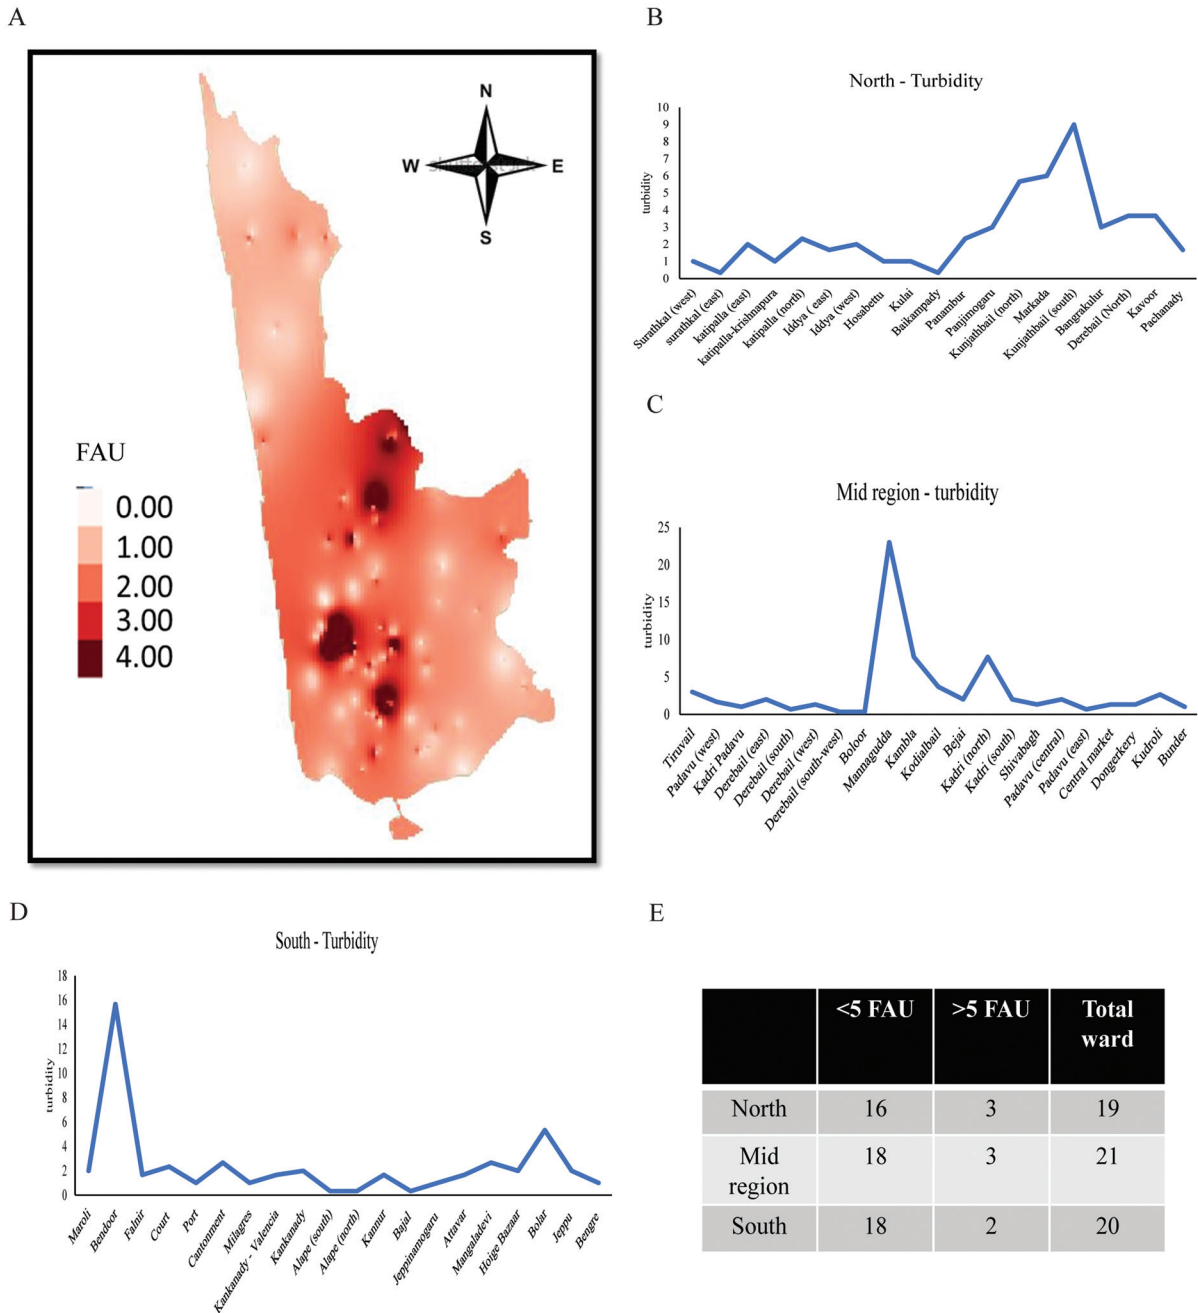 A
N
W
E
S
shutterstock
FAU
0.00
1.00
2.00
3.00
4.00
B
North - Turbidity
turbidity
10
9
8
7
6
5
4
3
2
1
0
Surathkal (west)
surathkal (east)
katipalla (east)
katipalla-krishnapura
katipalla (north)
Iddya ( east)
Iddya (west)
Hosabettu
Kulai
Baikampady
Panambur
Panjimogaru
Kunjathbail (north)
Markada
Kunjathbail (south)
Bangrakulur
Derebail (North)
Kavoor
Pachanady
C
Mid region - turbidity
turbidity
25
20
15
10
5
0
Tiruvail
Padavu (west)
Kadri Padavu
Derebail (east)
Derebail (south)
Derebail (west)
Derebail (south-west)
Boloor
Mannagudda
Kambla
Kodialbail
Bejai
Kadri (north)
Kadri (south)
Shivabagh
Padavu (central)
Padavu (east)
Central market
Dongerkery
Kudroli
Bunder
D
South - Turbidity
turbidity
18
16
14
12
10
8
6
4
2
0
Maroli
Bendoor
Falnir
Court
Port
Cantonment
Milagres
Kankanady - Valencia
Kankanady
Alape (south)
Alape (north)
Kannur
Bajal
Jeppinamogaru
Attavar
Mangaladevi
Hoige Bazaar
Bolar
Jeppu
Bengre
E
<5 FAU >5 FAU Total
ward
North 16 3 19
Mid 18 3 21
region
South 18 2 20